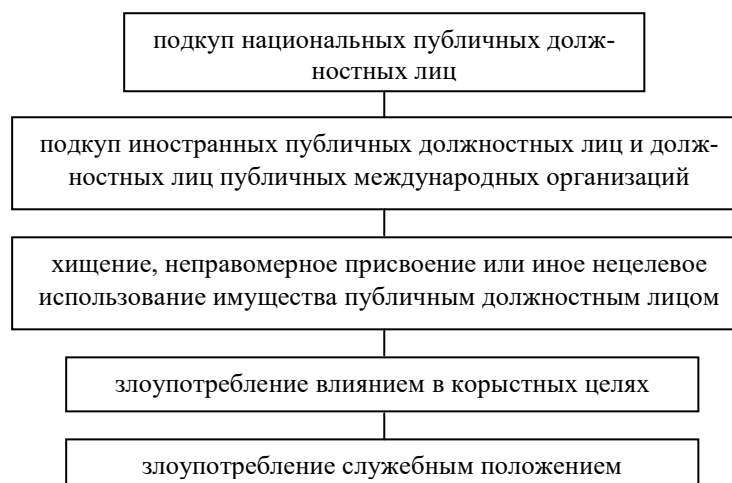 подкуп национальных публичных долж-
ностных лиц
подкуп иностранных публичных должностных лиц и долж-
ностных лиц публичных международных организаций
хищение, неправомерное присвоение или иное нецелевое
использование имущества публичным должностным лицом
злоупотребление влиянием в корыстных целях
злоупотребление служебным положением